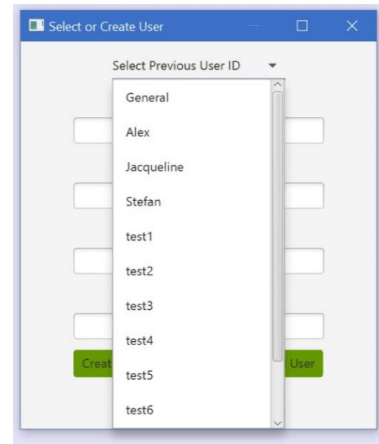 Select or Create User
Select Previous User ID
General
Alex
Jacqueline
Stefan
test1
test2
test3
test4
Creat User
test5
test6